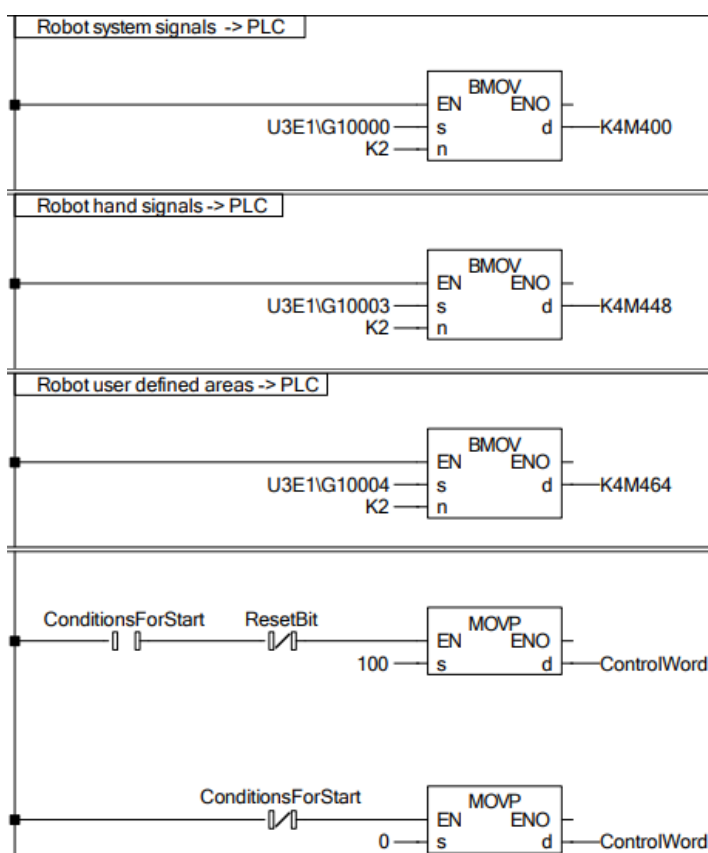 Robot system signals -> PLC
BMOV
EN ENO
U3E1\G10000 s d K4M400
K2 n
Robot hand signals -> PLC
BMOV
EN ENO
U3E1\G10003 s d K4M448
K2 n
Robot user defined areas -> PLC
BMOV
EN ENO
U3E1\G10004 s d K4M464
K2 n
ConditionsForStart ResetBit MOVP
EN ENO
100 s d ControlWord
ConditionsForStart MOVP
EN ENO
0 s d ControlWord